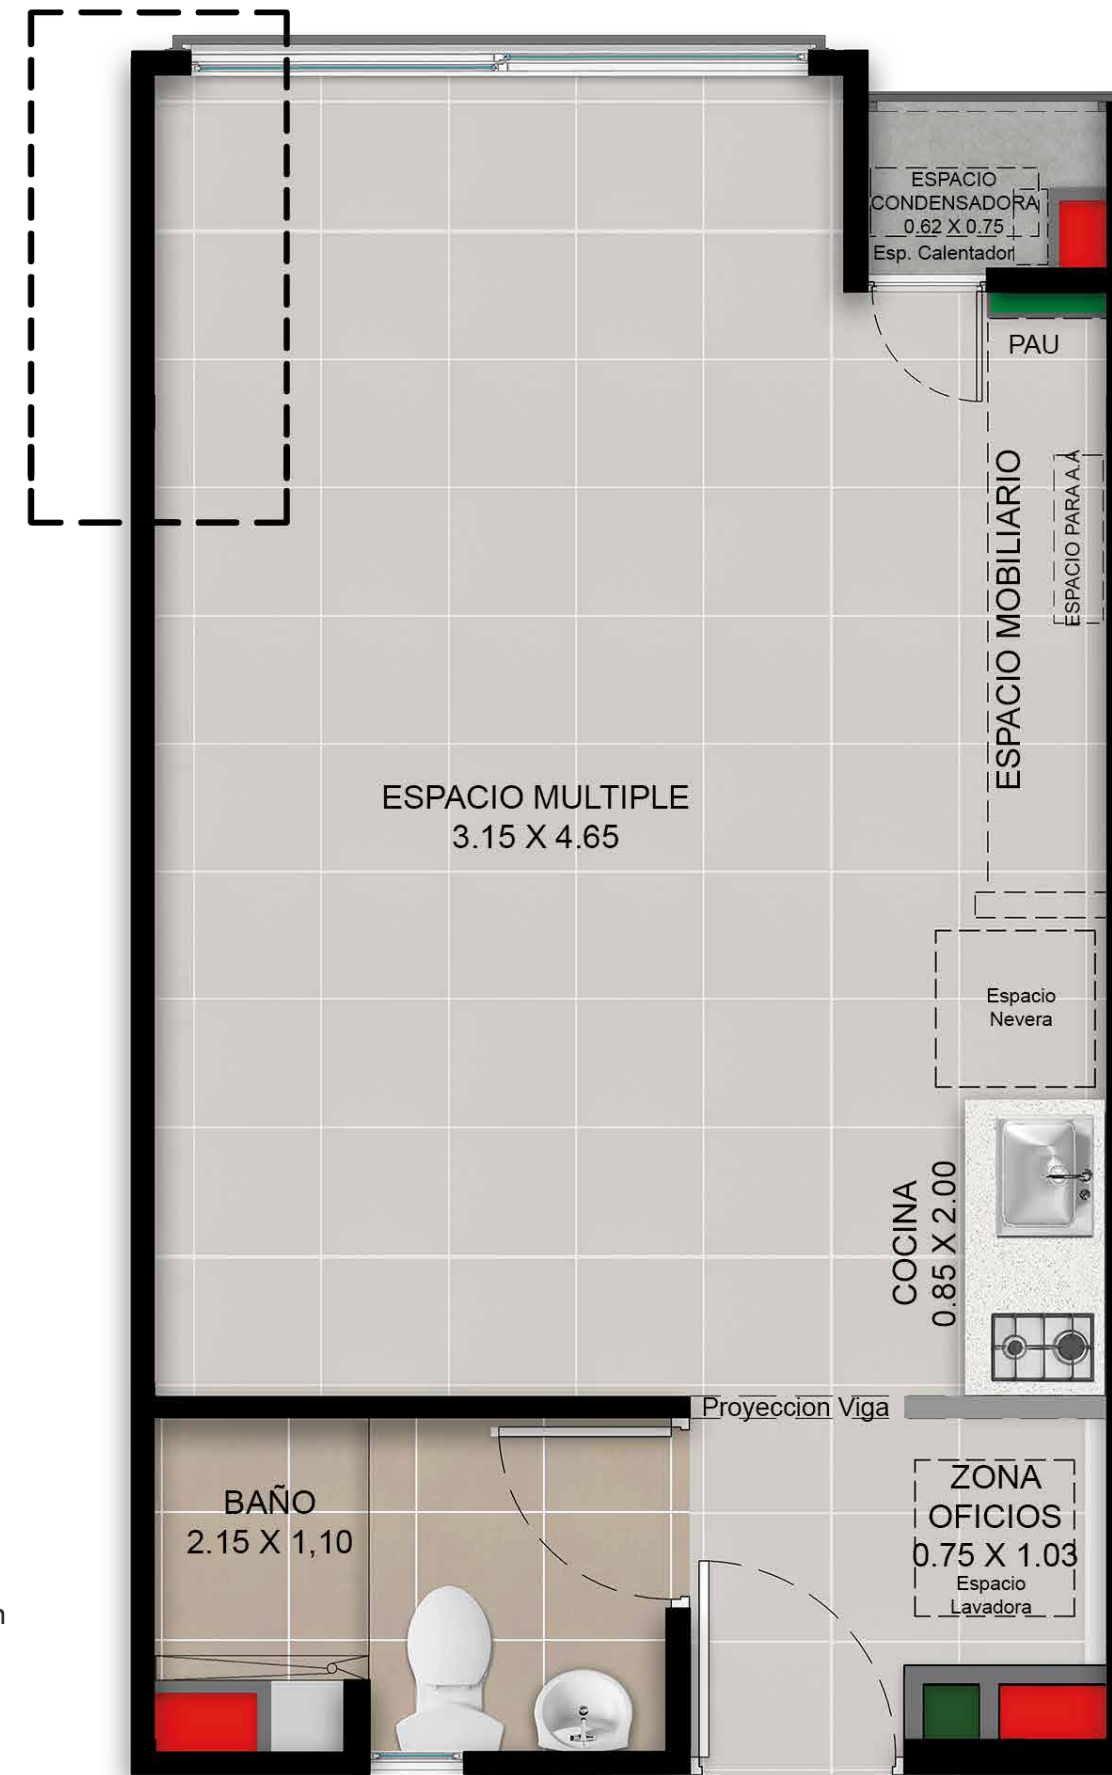 ESPACIO
CONDENSADORA
0.62 X 0.75
Esp. Calentador
PAU
ESPACIO MOBILIARIO
ESPACIO PARA A.A
ESPACIO MULTIPLE
3.15 X 4.65
Espacio
Nevera
COCINA
0.85 X 2.00
Proyeccion Viga
BAÑO
2.15 X 1,10
ZONA
OFICIOS
0.75 X 1.03
Espacio
Lavadora